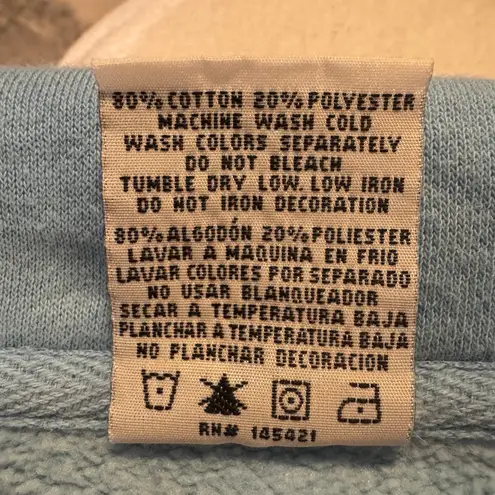 80% COTTON 20% POLYESTER
MACHINE WASH COLD
WASH COLORS SEPARATELY
DO NOT BLEACH
TUMBLE DRY LOW. LOW IRON
DO NOT IRON DECORATION
80% ALGODÓN 20% POLIESTER
LAVAR A MAQUINA EN FRIO
LAVAR COLORES POR SEPARADO
NO USAR BLANQUEADOR
SECAR A TEMPERATURA BAJA
PLANCHAR A TEMPERATURA BAJA
NO PLANCHAR DECORACION
RN# 145421